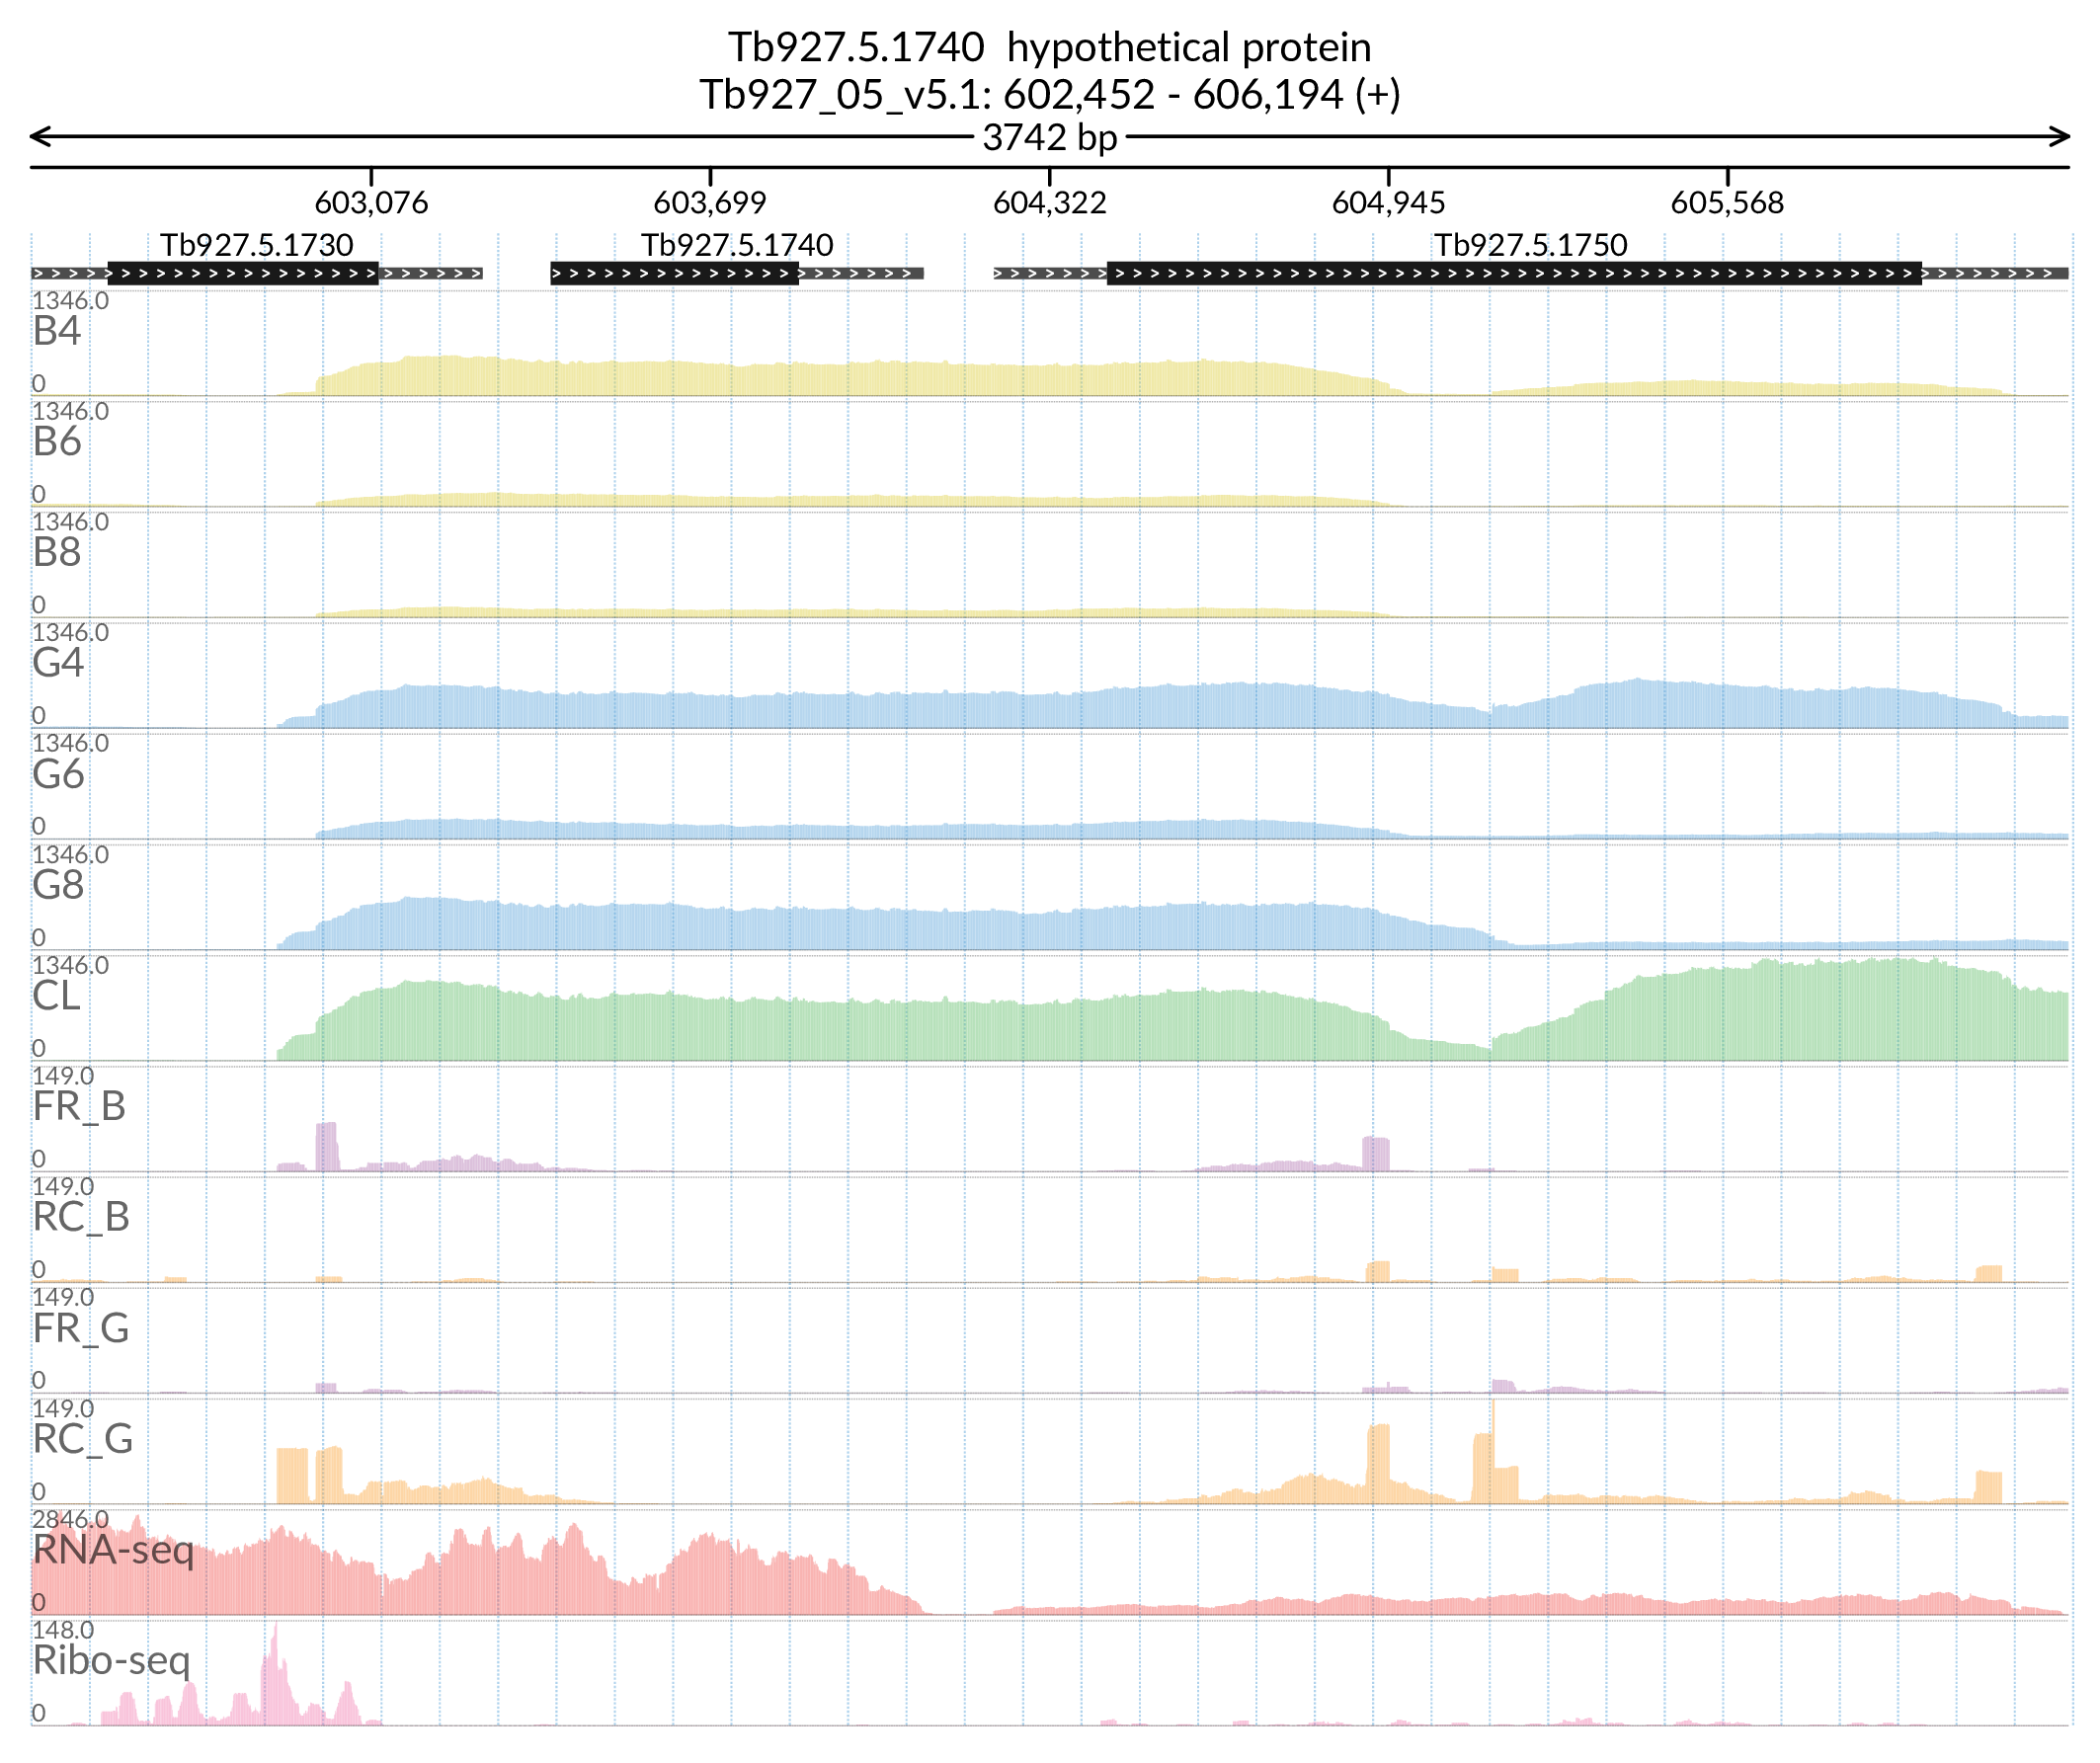 Tb927.5.1740  hypothetical protein
Tb927_05_v5.1: 602,452 - 606,194 (+)
3742 bp
603,076 603,699 604,322 604,945 605,568
Tb927.5.1730 Tb927.5.1740 Tb927.5.1750
1346.0
B4
0
1346.0
B6
0
1346.0
B8
0
1346.0
G4
0
1346.0
G6
0
1346.0
G8
0
1346.0
CL
0
149.0
FR_B
0
149.0
RC_B
0
149.0
FR_G
0
149.0
RC_G
0
2846.0
RNA-seq
0
148.0
Ribo-seq
0